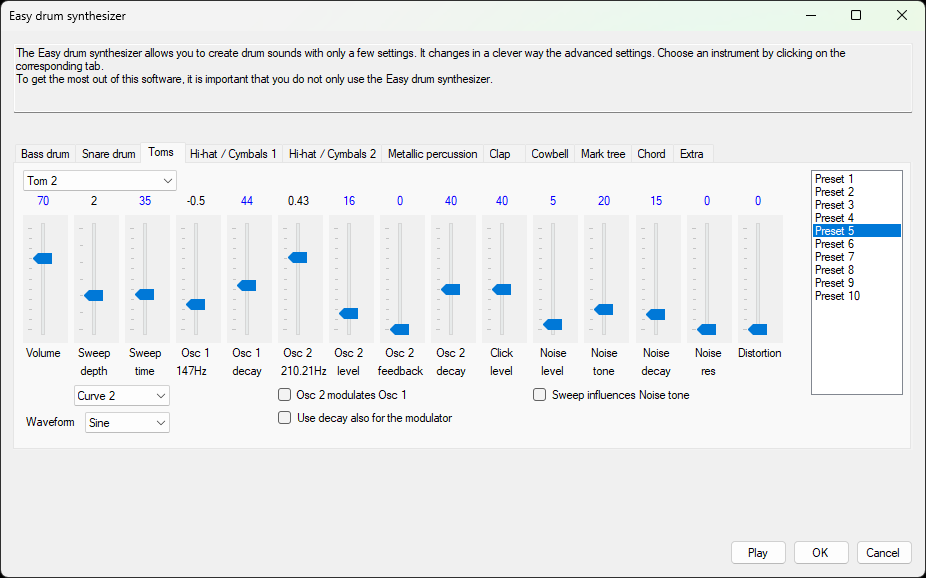 Easy drum synthesizer
The Easy drum synthesizer allows you to create drum sounds with only a few settings. It changes in a clever way the advanced settings. Choose an instrument by clicking on the
corresponding tab.
To get the most out of this software, it is important that you do not only use the Easy drum synthesizer.
Bass drum Snare drum Toms Hi-hat / Cymbals 1 Hi-hat / Cymbals 2 Metallic percussion Clap Cowbell Mark tree Chord Extra
Tom 2
70 2 35 -0.5 44 0.43 16 0 40 40 5 20 15 0 0
Volume Sweep Sweep Osc 1 Osc 1 Osc 2 Osc 2 Osc 2 Osc 2 Click Noise Noise Noise Noise Distortion
depth time 147Hz decay 210.21Hz level feedback decay level level tone decay res
Curve 2
Osc 2 modulates Osc 1
Sweep influences Noise tone
Waveform Sine
Use decay also for the modulator
Preset 1
Preset 2
Preset 3
Preset 4
Preset 5
Preset 6
Preset 7
Preset 8
Preset 9
Preset 10
Play OK Cancel